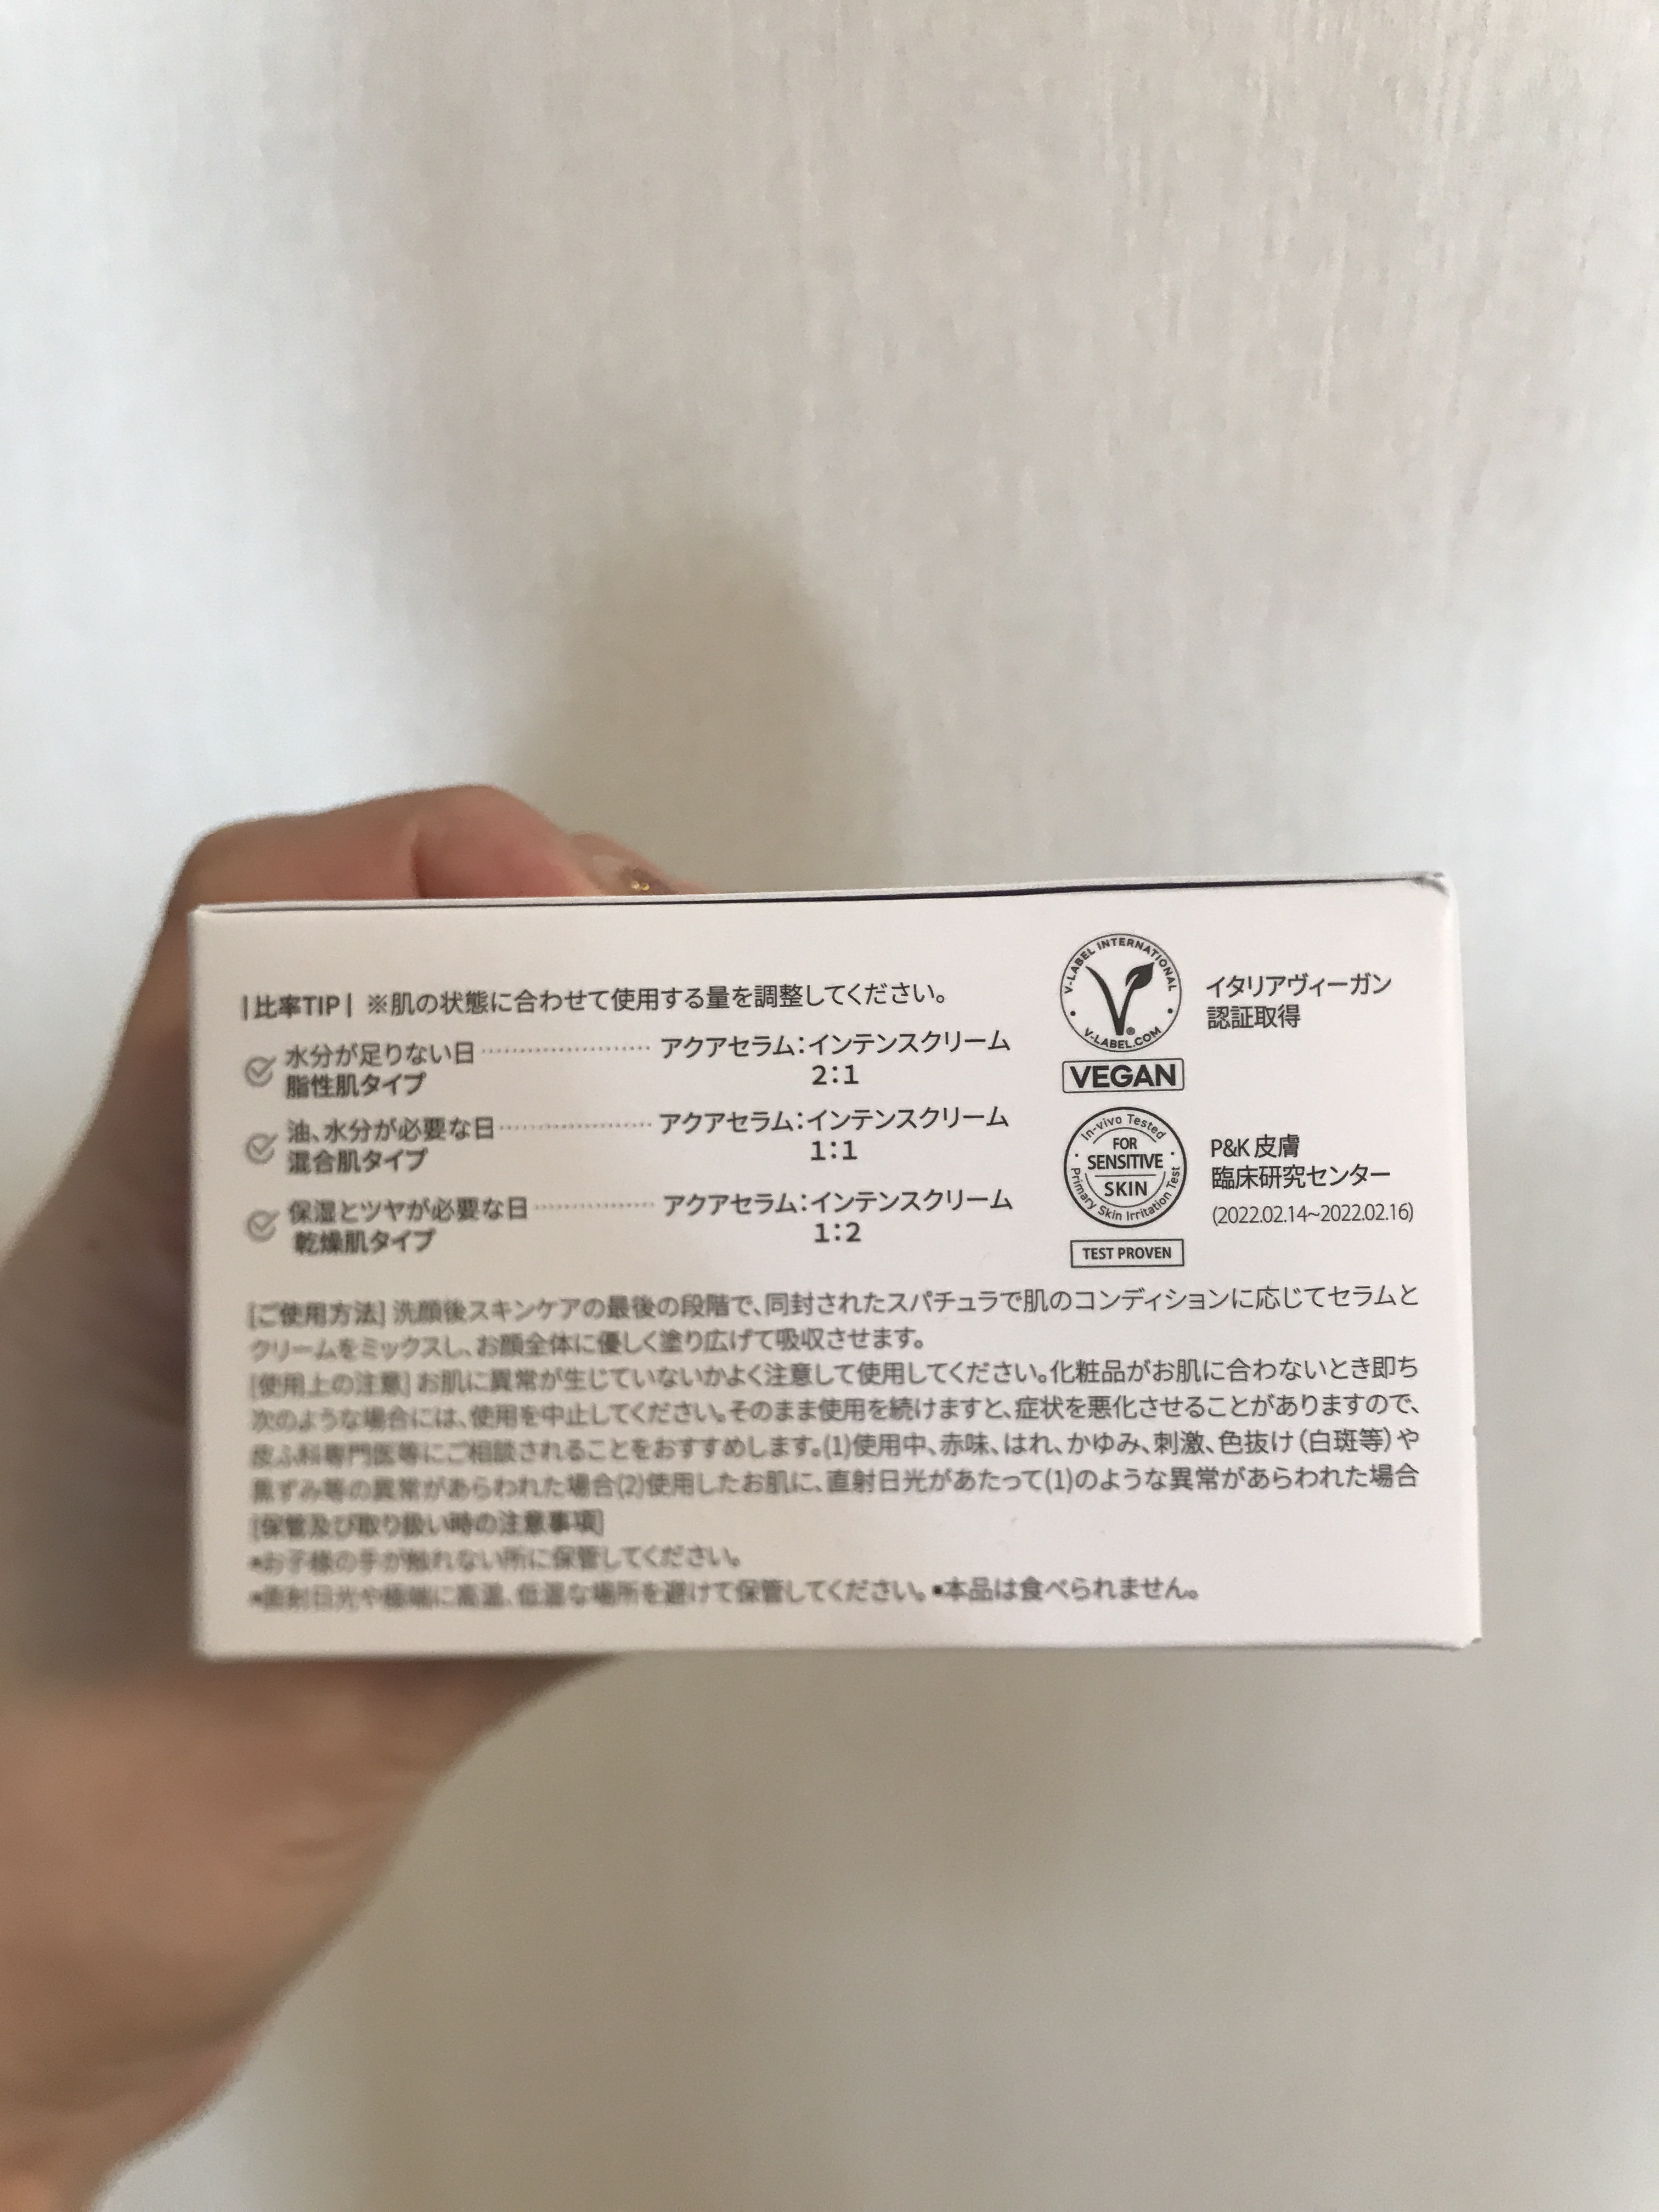 |比率TIP| ※肌の状態に合わせて使用する量を調整してください。
水分が足りない日 アクアセラム:インテンスクリーム
脂性肌タイプ 2:1
油、水分が必要な日 アクアセラム:インテンスクリーム
混合肌タイプ 1:1
保湿とツヤが必要な日 アクアセラム:インテンスクリーム
乾燥肌タイプ 1:2
V-LABEL INTERNATIONAL
V-LABEL.COM
VEGAN
イタリアヴィーガン
認証取得
In-vivo Tested
FOR
SENSITIVE
SKIN
Primary Skin Irritation Test
TEST PROVEN
P&K 皮膚
臨床研究センター
(2022.02.14~2022.02.16)
[ご使用方法] 洗顔後スキンケアの最後の段階で、同封されたスパチュラで肌のコンディションに応じてセラムと
クリームをミックスし、お顔全体に優しく塗り広げて吸収させます。
[使用上の注意] お肌に異常が生じていないかよく注意して使用してください。化粧品がお肌に合わないとき即ち
次のような場合には、使用を中止してください。そのまま使用を続けますと、症状を悪化させることがありますので、
皮ふ科専門医等にご相談されることをおすすめします。(1)使用中、赤味、はれ、かゆみ、刺激、色抜け(白斑等)や
黒ずみ等の異常があらわれた場合(2)使用したお肌に、直射日光があたって(1)のような異常があらわれた場合
[保管及び取り扱い時の注意事項]
•お子様の手が触れない所に保管してください。
•直射日光や極端に高温、低温な場所を避けて保管してください。•本品は食べられません。